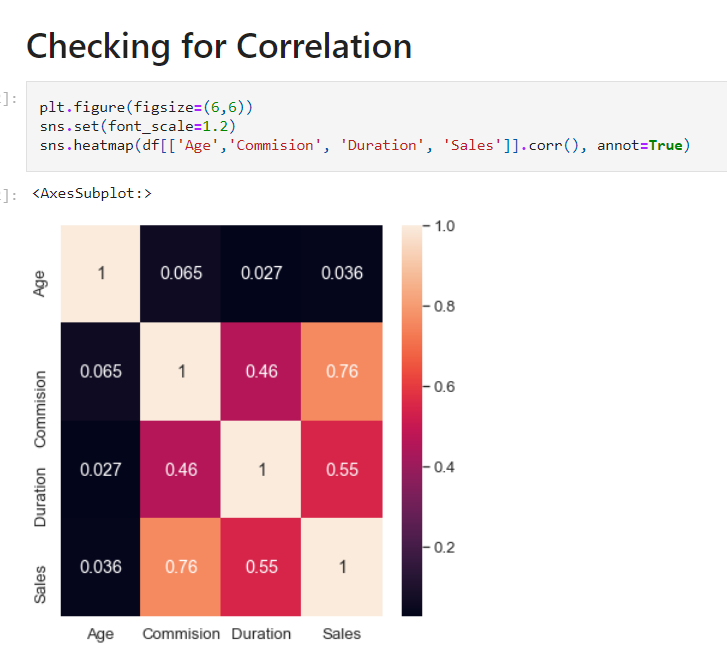 Checking for Correlation
]:
plt.figure(figsize=(6,6))
sns.set(font_scale=1.2)
sns.heatmap(df[['Age','Commision', 'Duration', 'Sales']].corr(), annot=True)
]:
<AxesSubplot:>
Age
1 0.065 0.027 0.036
Commision
0.065 1 0.46 0.76
Duration
0.027 0.46 1 0.55
Sales
0.036 0.76 0.55 1
Age Commision Duration Sales
1.0
0.8
0.6
0.4
0.2